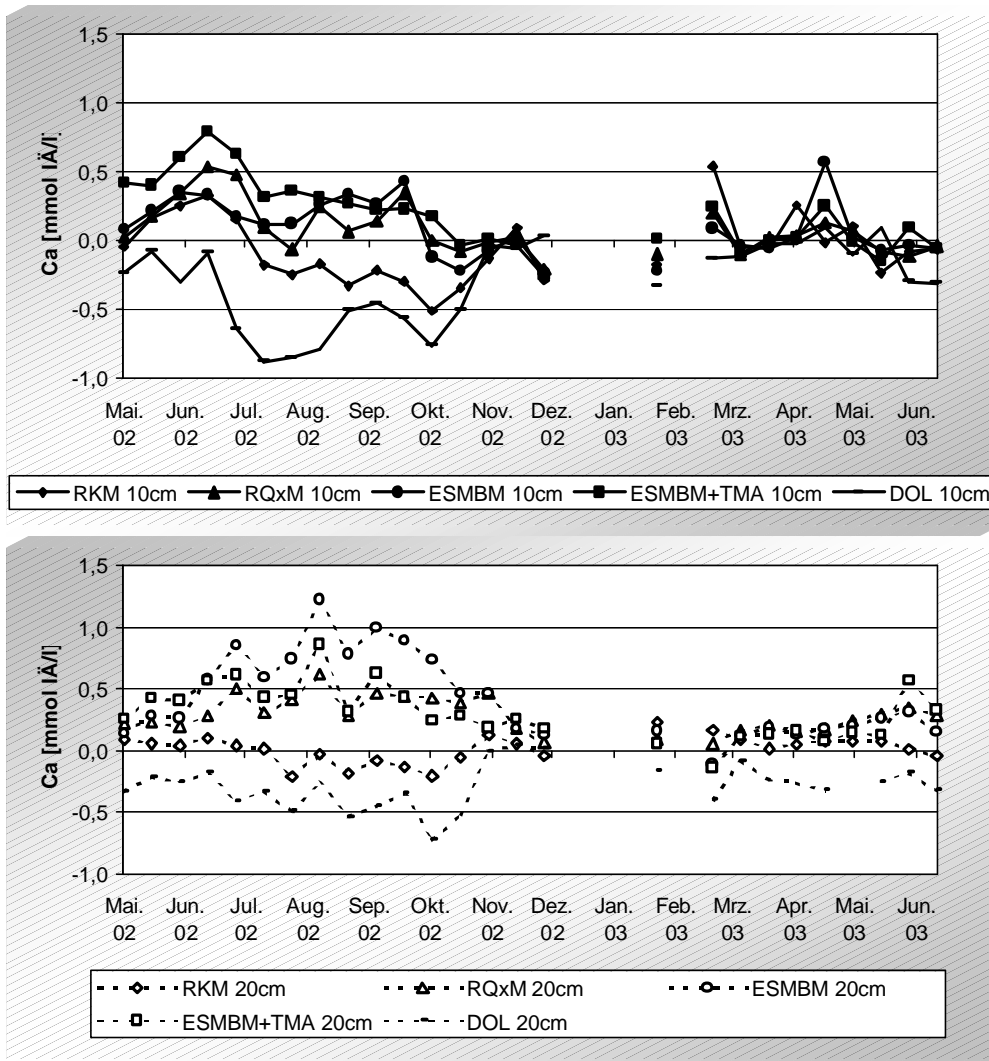 1,5
1,0
0,5
0,0
-0,5
-1,0
Ca [mmol IÄ/l]
Mai. Jun. Jul. Aug. Sep. Okt. Nov. Dez. Jan. Feb. Mrz. Apr. Mai. Jun.
02 02 02 02 02 02 02 02 03 03 03 03 03 03
RKM 10cm RQxM 10cm ESMBM 10cm ESMBM+TMA 10cm DOL 10cm
1,5
1,0
0,5
0,0
-0,5
-1,0
Ca [mmol IÄ/l]
Mai. Jun. Jul. Aug. Sep. Okt. Nov. Dez. Jan. Feb. Mrz. Apr. Mai. Jun.
02 02 02 02 02 02 02 02 03 03 03 03 03 03
RKM 20cm RQxM 20cm ESMBM 20cm
ESMBM+TMA 20cm DOL 20cm